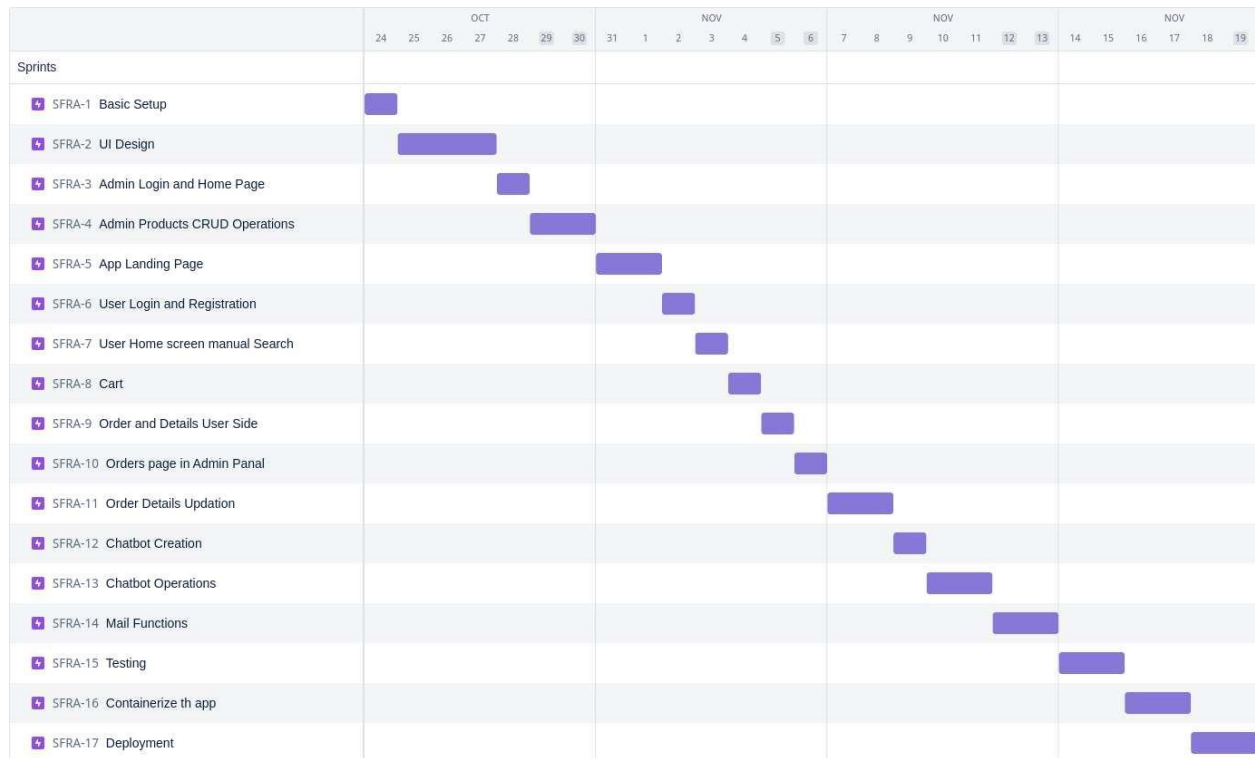 OCT NOV NOV NOV
24 25 26 27 28 29 30 31 1 2 3 4 5 6 7 8 9 10 11 12 13 14 15 16 17 18 19
Sprints
SFRA-1 Basic Setup
SFRA-2 UI Design
SFRA-3 Admin Login and Home Page
SFRA-4 Admin Products CRUD Operations
SFRA-5 App Landing Page
SFRA-6 User Login and Registration
SFRA-7 User Home screen manual Search
SFRA-8 Cart
SFRA-9 Order and Details User Side
SFRA-10 Orders page in Admin Panal
SFRA-11 Order Details Updation
SFRA-12 Chatbot Creation
SFRA-13 Chatbot Operations
SFRA-14 Mail Functions
SFRA-15 Testing
SFRA-16 Containerize th app
SFRA-17 Deployment